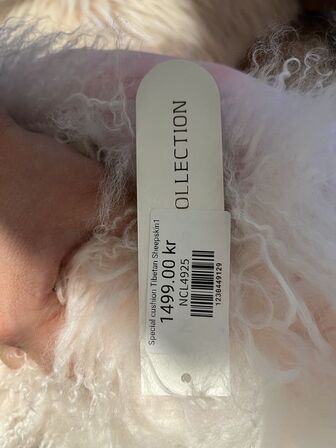 OLLECTION
Special cushion Tibetan Sheepskin1
1499.00 kr
NCL4925
1238449129